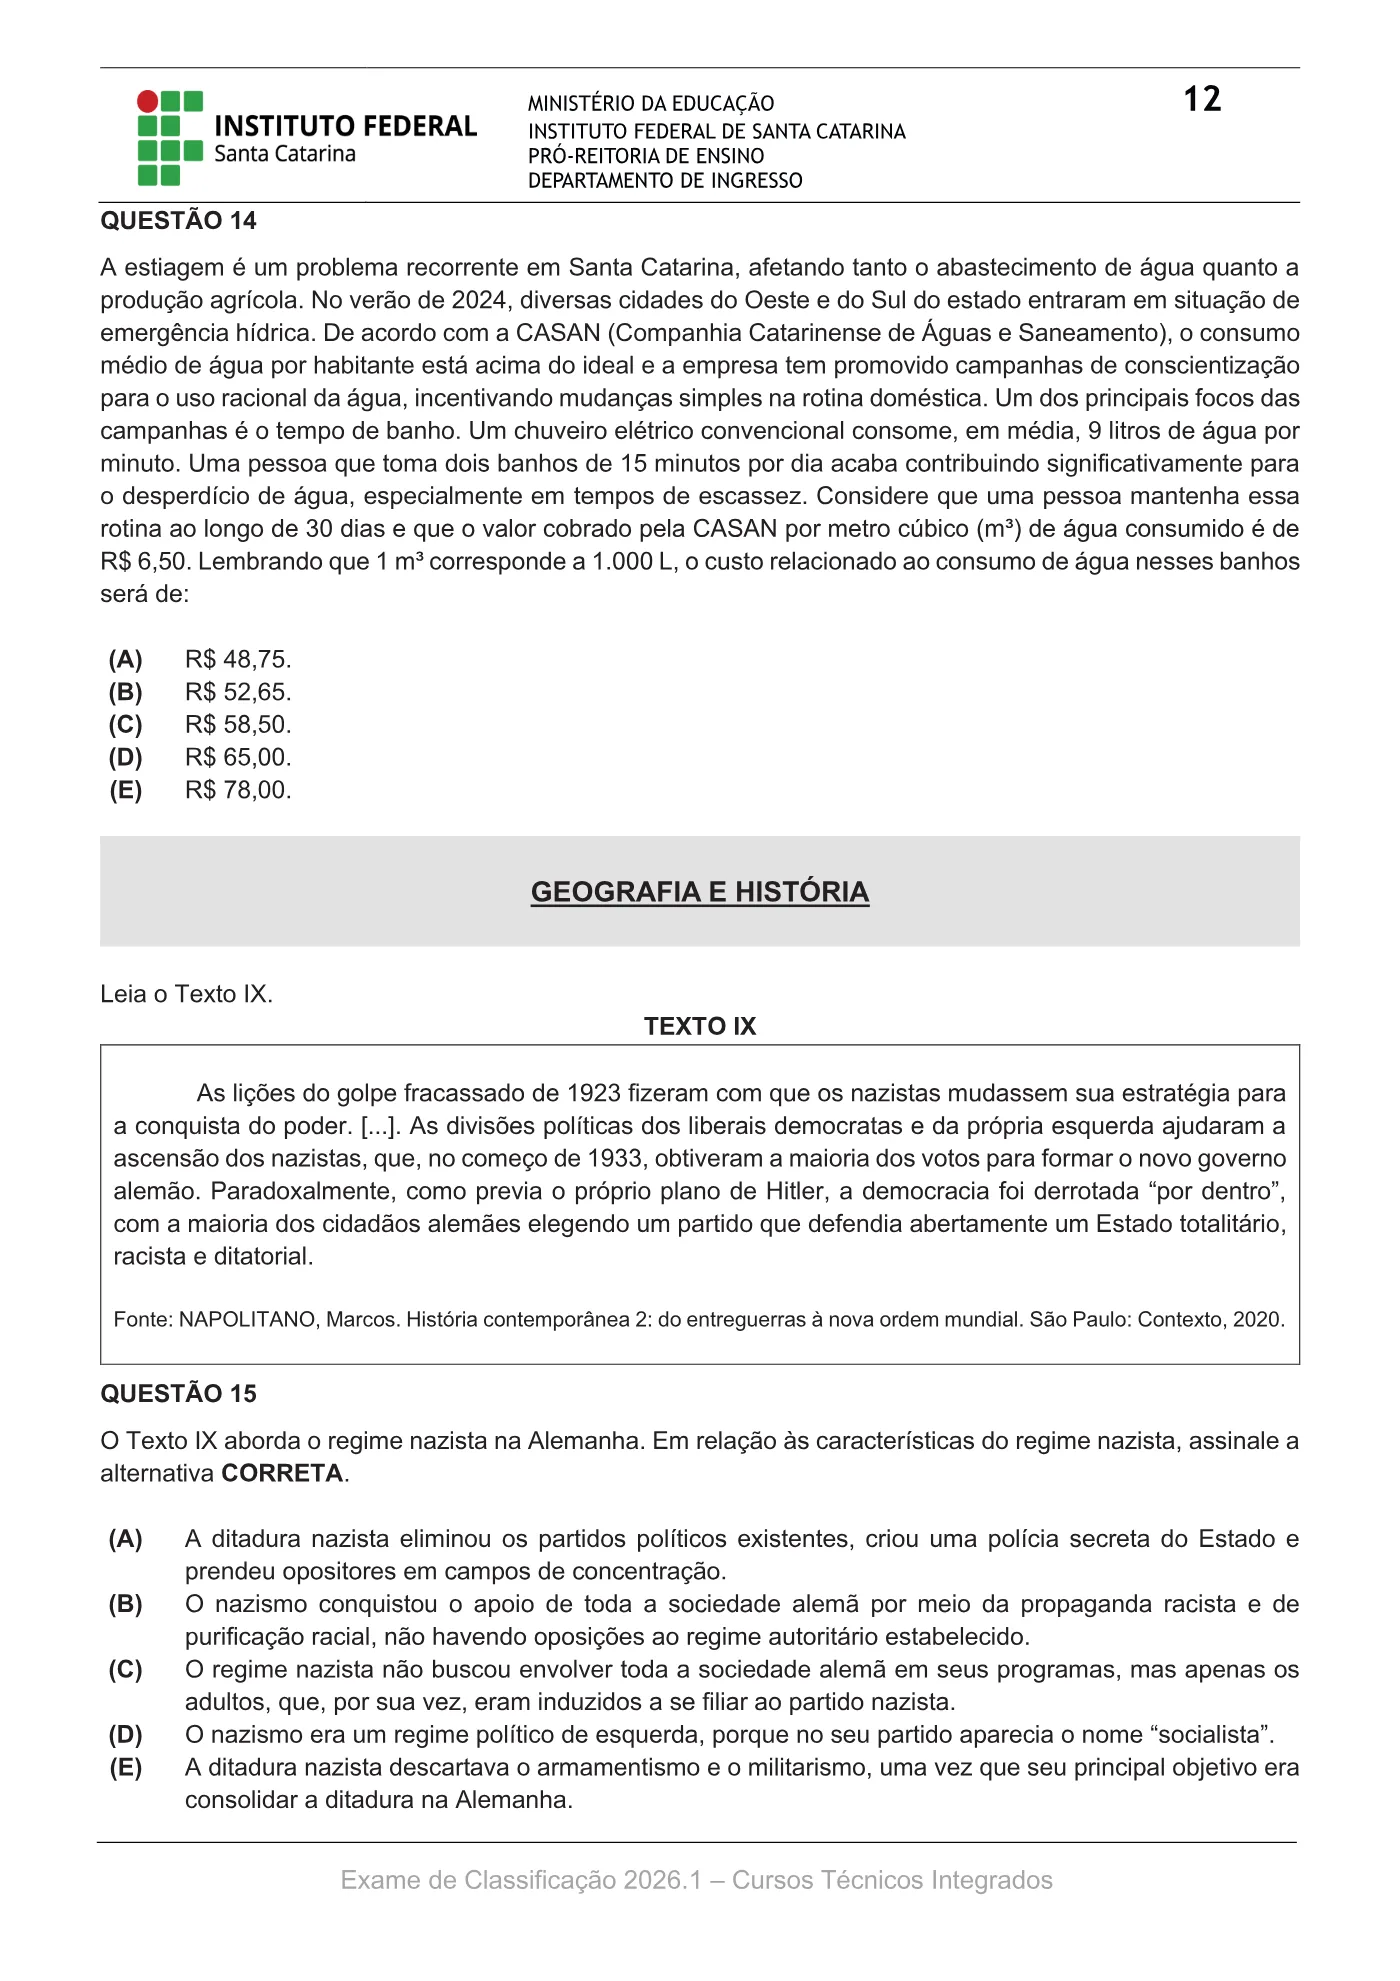 INSTITUTO FEDERAL
Santa Catarina
MINISTÉRIO DA EDUCAÇÃO
INSTITUTO FEDERAL DE SANTA CATARINA
PRÓ-REITORIA DE ENSINO
DEPARTAMENTO DE INGRESSO
12
QUESTÃO 14
A estiagem é um problema recorrente em Santa Catarina, afetando tanto o abastecimento de água quanto a
produção agrícola. No verão de 2024, diversas cidades do Oeste e do Sul do estado entraram em situação de
emergência hídrica. De acordo com a CASAN (Companhia Catarinense de Águas e Saneamento), o consumo
médio de água por habitante está acima do ideal e a empresa tem promovido campanhas de conscientização
para o uso racional da água, incentivando mudanças simples na rotina doméstica. Um dos principais focos das
campanhas é o tempo de banho. Um chuveiro elétrico convencional consome, em média, 9 litros de água por
minuto. Uma pessoa que toma dois banhos de 15 minutos por dia acaba contribuindo significativamente para
o desperdício de água, especialmente em tempos de escassez. Considere que uma pessoa mantenha essa
rotina ao longo de 30 dias e que o valor cobrado pela CASAN por metro cúbico (m³) de água consumido é de
R$ 6,50. Lembrando que 1 m³ corresponde a 1.000 L, o custo relacionado ao consumo de água nesses banhos
será de:
(A) R$ 48,75.
(B) R$ 52,65.
(C) R$ 58,50.
(D) R$ 65,00.
(E) R$ 78,00.
GEOGRAFIA E HISTÓRIA
Leia o Texto IX.
TEXTO IX
As lições do golpe fracassado de 1923 fizeram com que os nazistas mudassem sua estratégia para
a conquista do poder. [...]. As divisões políticas dos liberais democratas e da própria esquerda ajudaram a
ascensão dos nazistas, que, no começo de 1933, obtiveram a maioria dos votos para formar o novo governo
alemão. Paradoxalmente, como previa o próprio plano de Hitler, a democracia foi derrotada “por dentro”,
com a maioria dos cidadãos alemães elegendo um partido que defendia abertamente um Estado totalitário,
racista e ditatorial.
Fonte: NAPOLITANO, Marcos. História contemporânea 2: do entreguerras à nova ordem mundial. São Paulo: Contexto, 2020.
QUESTÃO 15
O Texto IX aborda o regime nazista na Alemanha. Em relação às características do regime nazista, assinale a
alternativa CORRETA.
(A) A ditadura nazista eliminou os partidos políticos existentes, criou uma polícia secreta do Estado e
prendeu opositores em campos de concentração.
(B) O nazismo conquistou o apoio de toda a sociedade alemã por meio da propaganda racista e de
purificação racial, não havendo oposições ao regime autoritário estabelecido.
(C) O regime nazista não buscou envolver toda a sociedade alemã em seus programas, mas apenas os
adultos, que, por sua vez, eram induzidos a se filiar ao partido nazista.
(D) O nazismo era um regime político de esquerda, porque no seu partido aparecia o nome “socialista”.
(E) A ditadura nazista descartava o armamentismo e o militarismo, uma vez que seu principal objetivo era
consolidar a ditadura na Alemanha.
Exame de Classificação 2026.1 – Cursos Técnicos Integrados